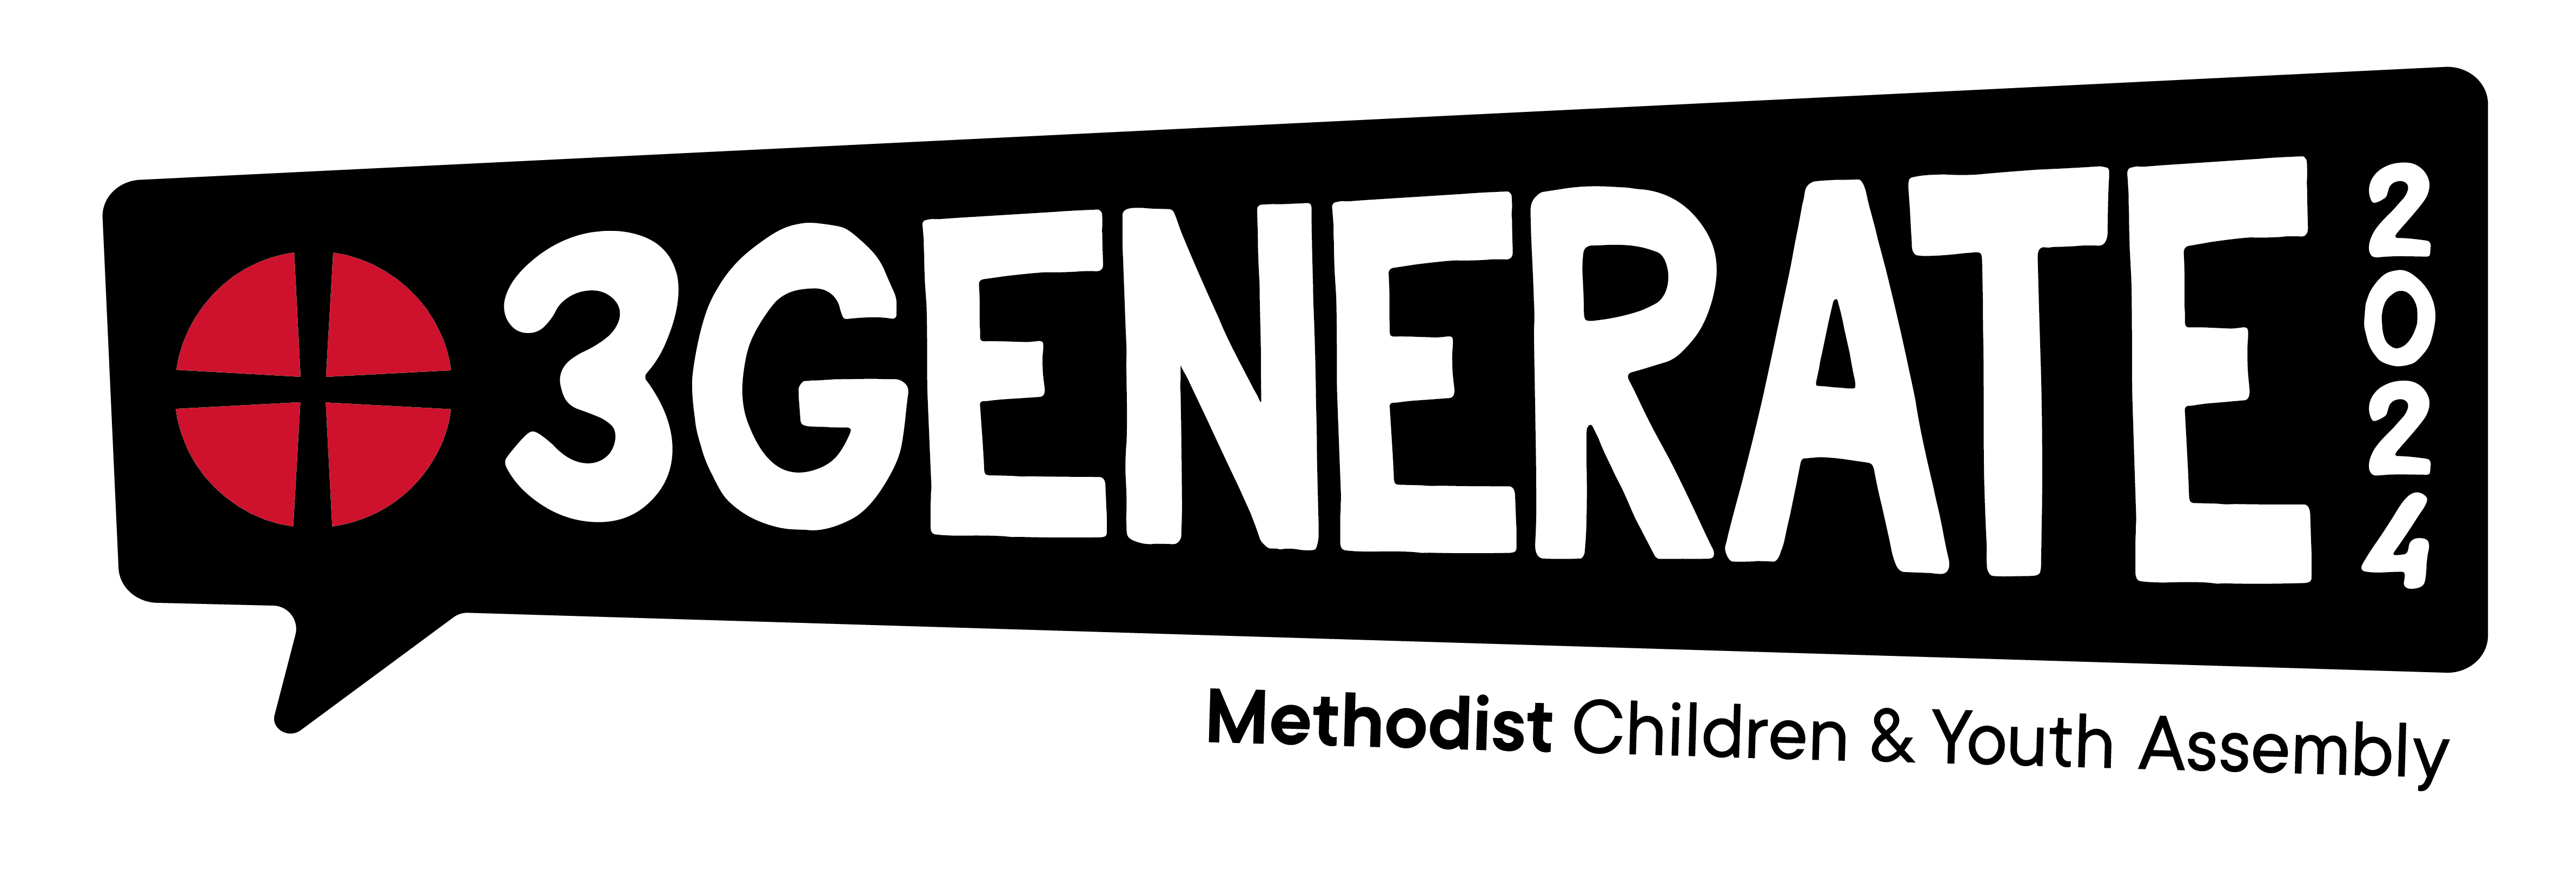 3GENERATE
2024
Methodist Children & Youth Assembly